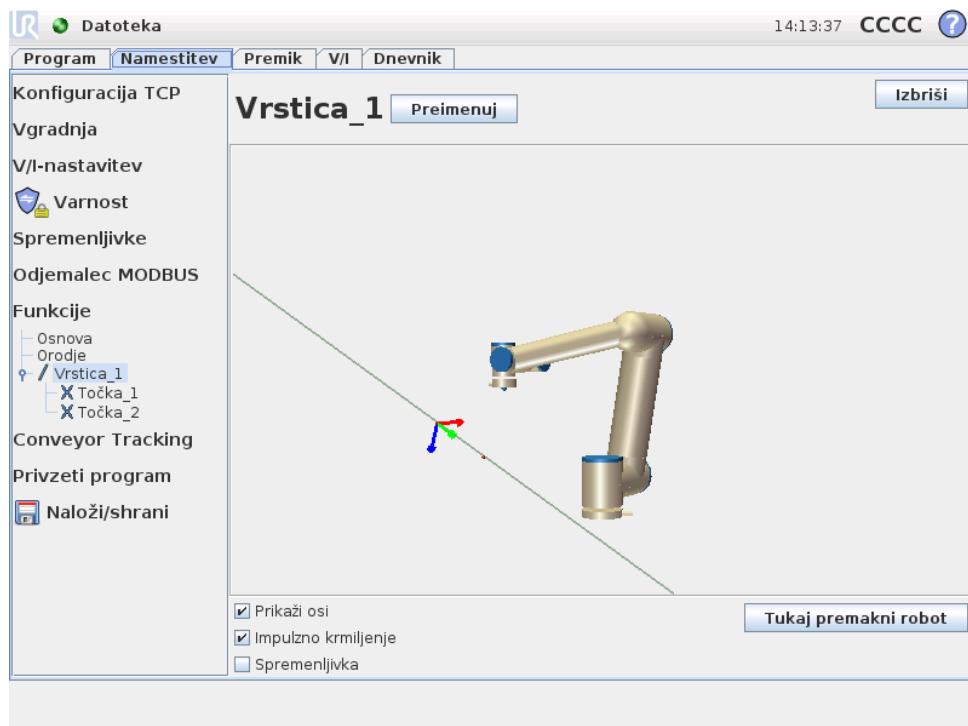 UR Datoteka 14:13:37 CCCC ?
Program Namestitev Premik V/I Dnevnik
Konfiguracija TCP
Vgradnja
V/I-nastavitev
Varnost
Spremenljivke
Odjemalec MODBUS
Funkcije
Osnova
Orodje
Vrstica_1
Točka_1
Točka_2
Conveyor Tracking
Privzeti program
Naloži/shrani
Vrstica_1 Preimenuj Izbriši
Prikaži osi
Impulzno krmiljenje
Spremenljivka
Tukaj premakni robot